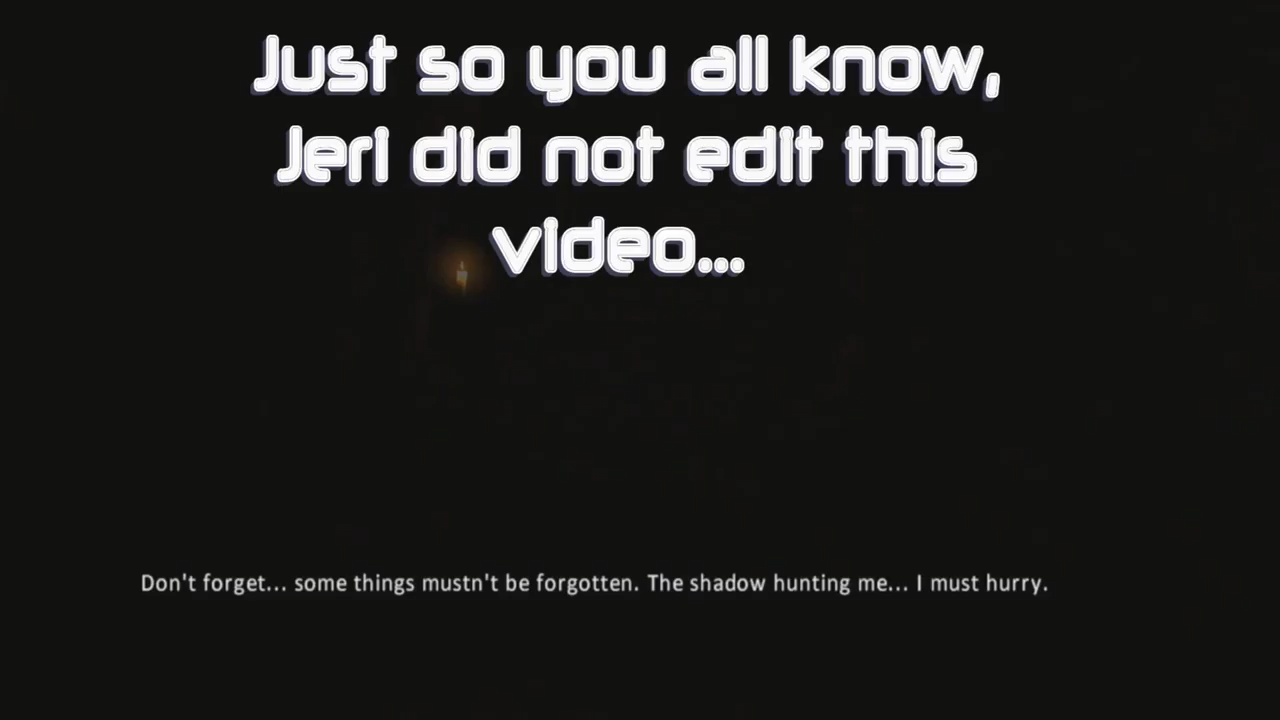 Just so you all know,
Jeri did not edit this
video...
Don't forget... some things mustn't be forgotten. The shadow hunting me... I must hurry.